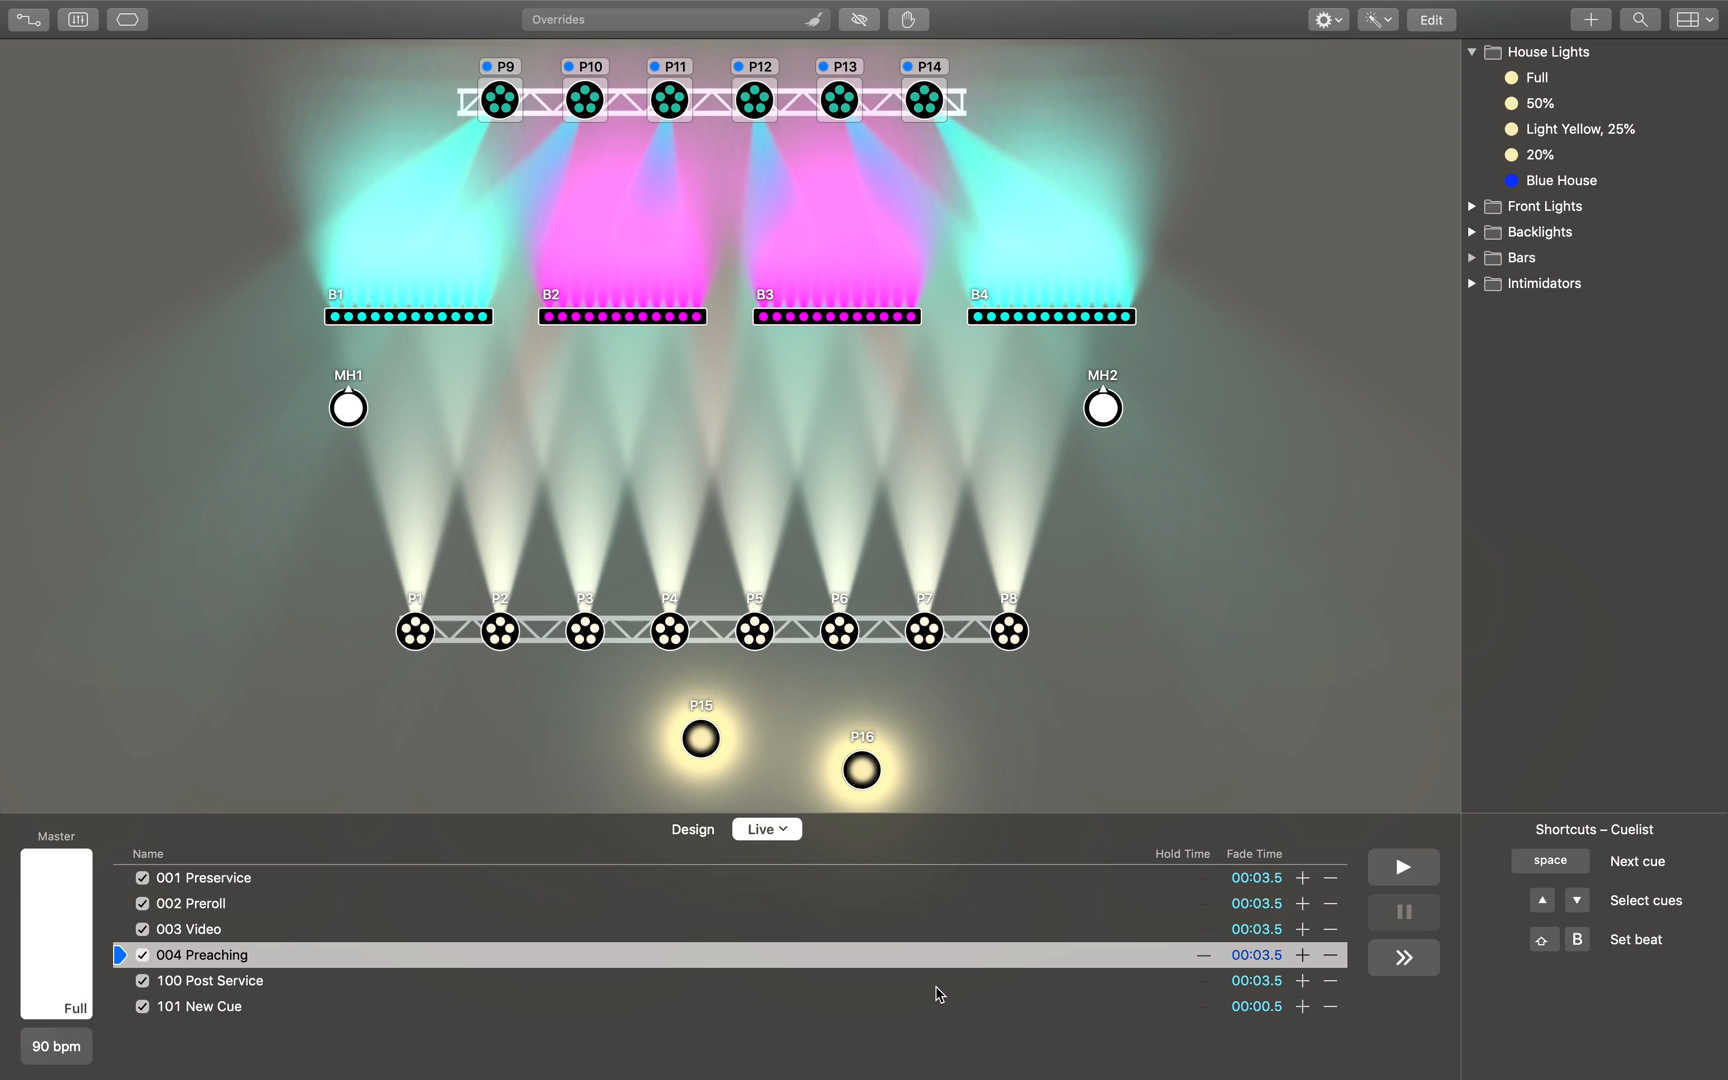 Overrides
Edit
P9 P10 P11 P12 P13 P14
B1 B2 B3 B4
MH1 MH2
P1 P2 P3 P4 P5 P6 P7 P8
P15
P16
House Lights
Full
50%
Light Yellow, 25%
20%
Blue House
Front Lights
Backlights
Bars
Intimidators
Design Live
Master
Full
90 bpm
Name Hold Time Fade Time
001 Preservice 00:03.5
002 Preroll 00:03.5
003 Video 00:03.5
004 Preaching — 00:03.5
100 Post Service 00:03.5
101 New Cue 00:00.5
Shortcuts – Cuelist
space Next cue
Select cues
B Set beat